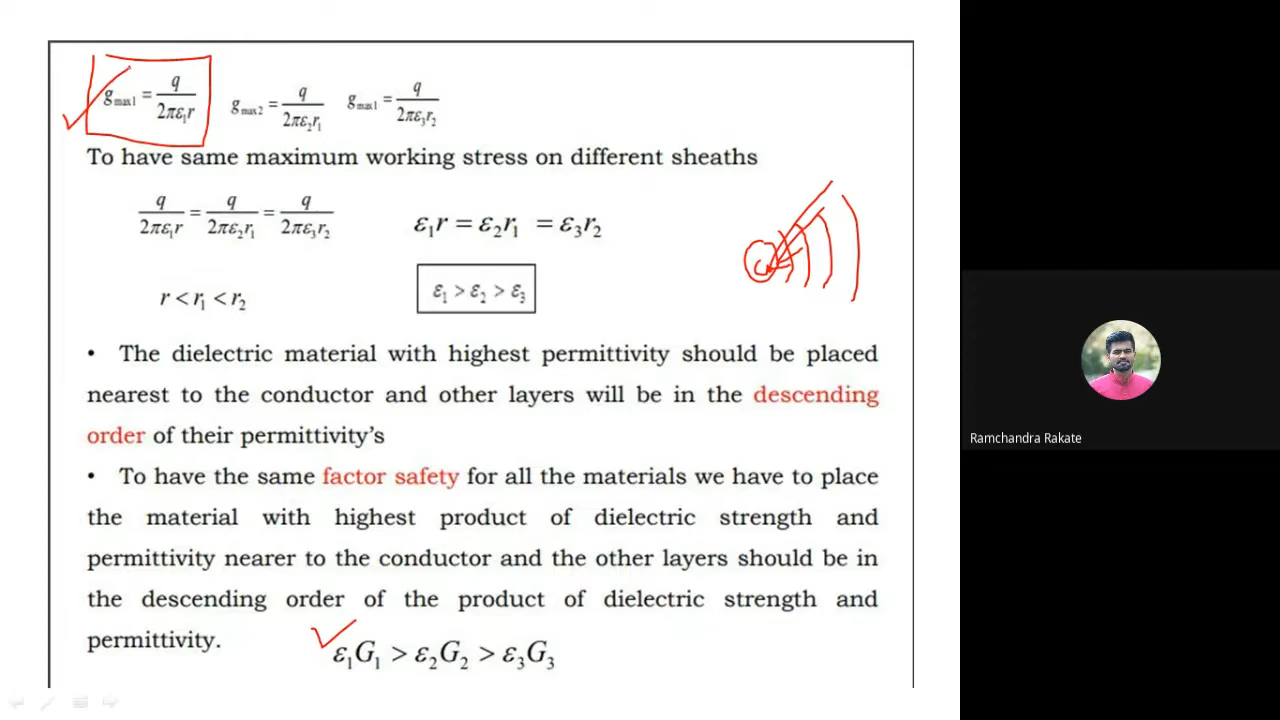 g_max1 = q / 2πε₁r   g_max2 = q / 2πε₂r₁   g_max1 = q / 2πε₃r₂
To have same maximum working stress on different sheaths
q / 2πε₁r = q / 2πε₂r₁ = q / 2πε₃r₂   ε₁r = ε₂r₁ = ε₃r₂
r < r₁ < r₂   ε₁ > ε₂ > ε₃
• The dielectric material with highest permittivity should be placed
nearest to the conductor and other layers will be in the descending
order of their permittivity's
• To have the same factor safety for all the materials we have to place
the material with highest product of dielectric strength and
permittivity nearer to the conductor and the other layers should be in
the descending order of the product of dielectric strength and
permittivity.
ε₁G₁ > ε₂G₂ > ε₃G₃
Ramchandra Rakate